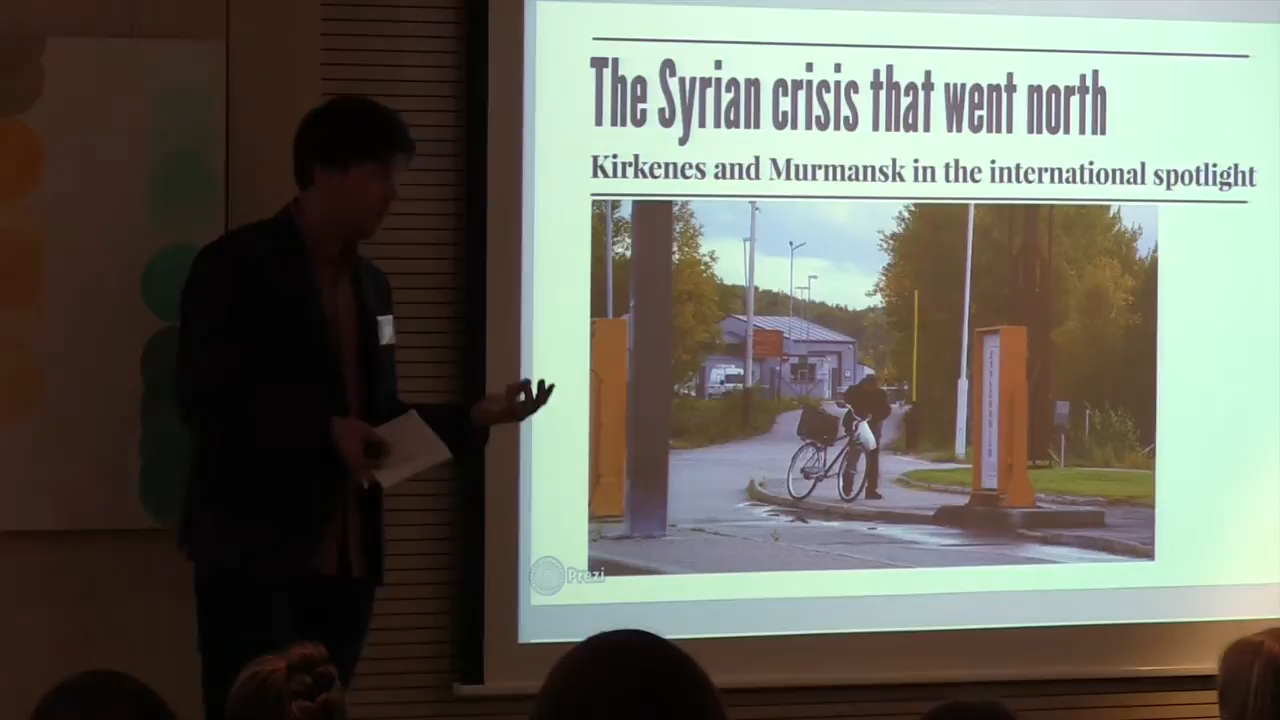 The Syrian crisis that went north
Kirkenes and Murmansk in the international spotlight
Prezi